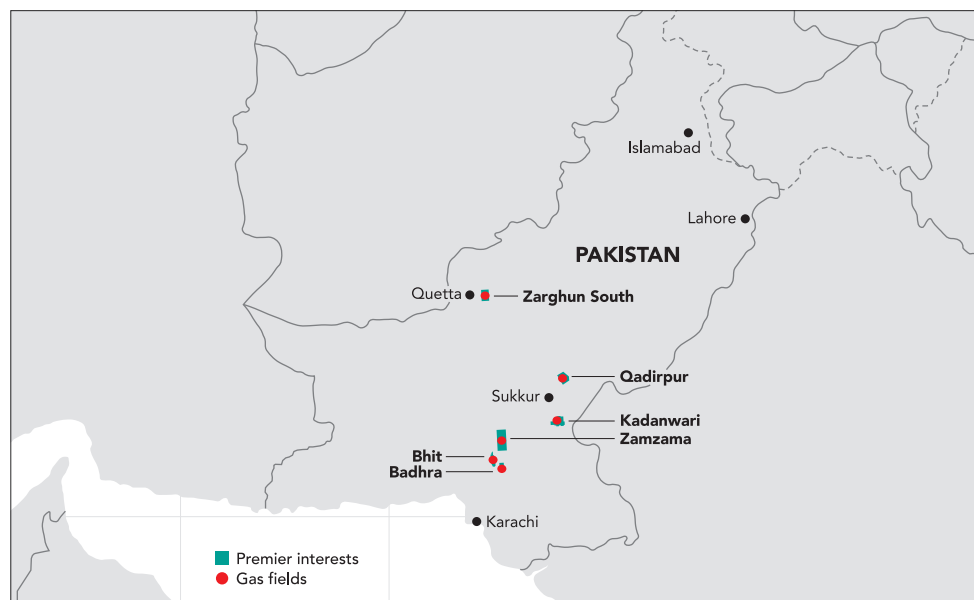 Islamabad
Lahore
PAKISTAN
Quetta
Zarghun South
Qadirpur
Sukkur
Kadanwari
Zamzama
Bhit
Badhra
Karachi
Premier interests
Gas fields